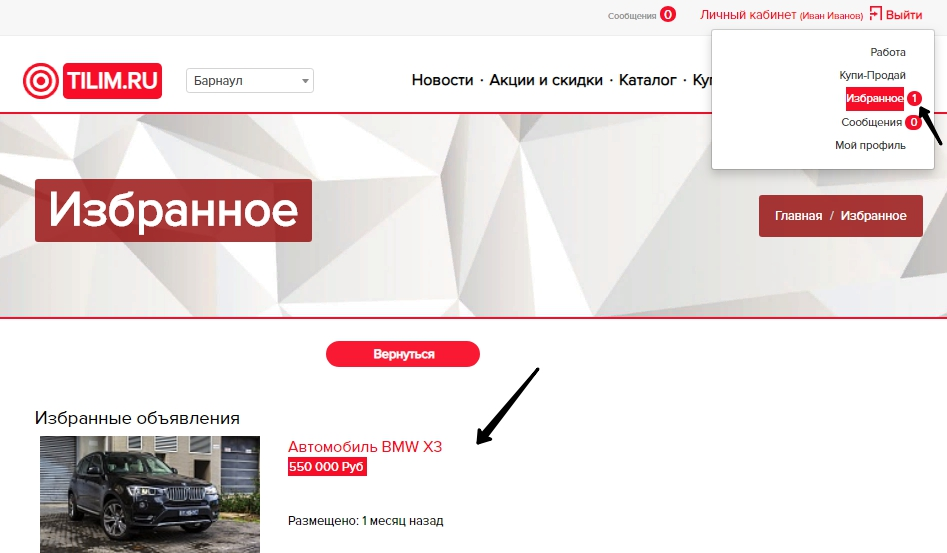 Сообщения 0 Личный кабинет (Иван Иванов) Выйти
TILIM.RU
Барнаул
Новости · Акции и скидки · Каталог ·
Работа
Купи-Продай
Избранное 1
Сообщения 0
Мой профиль
Избранное
Главная / Избранное
Вернуться
Избранные объявления
Автомобиль BMW X3
550 000 Руб
Размещено: 1 месяц назад